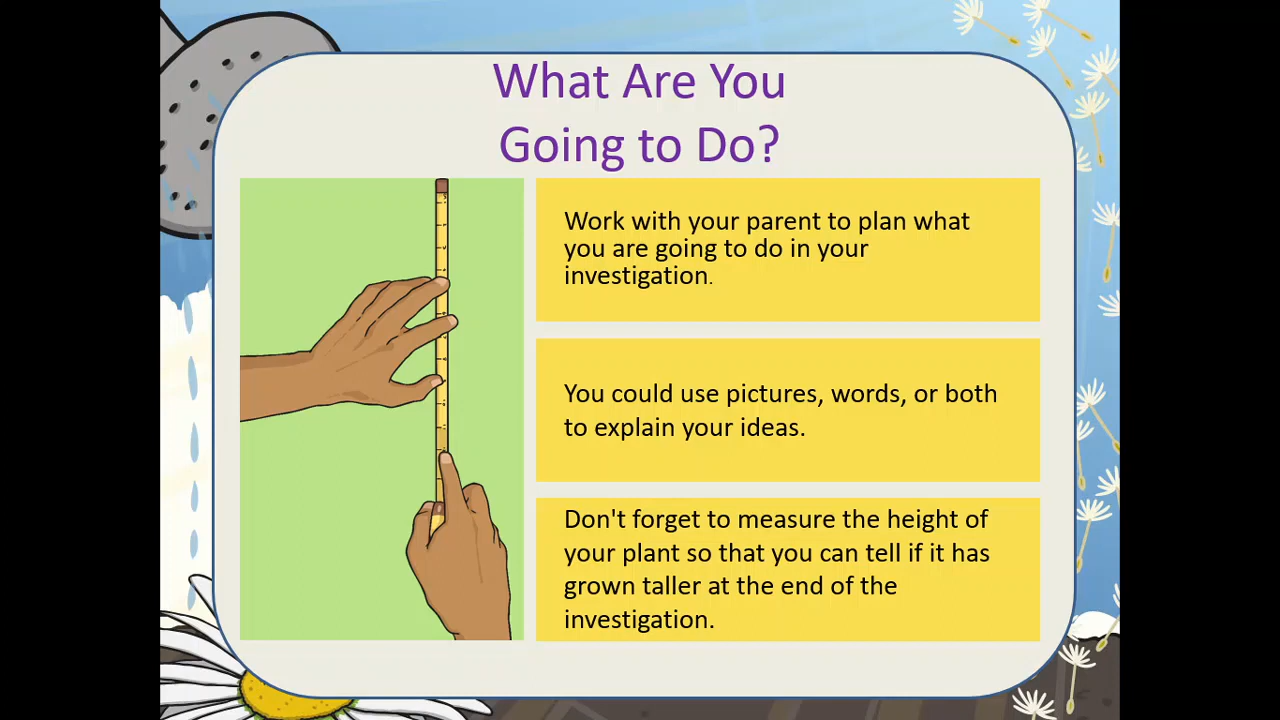 What Are You
Going to Do?
Work with your parent to plan what
you are going to do in your
investigation.
You could use pictures, words, or both
to explain your ideas.
Don't forget to measure the height of
your plant so that you can tell if it has
grown taller at the end of the
investigation.